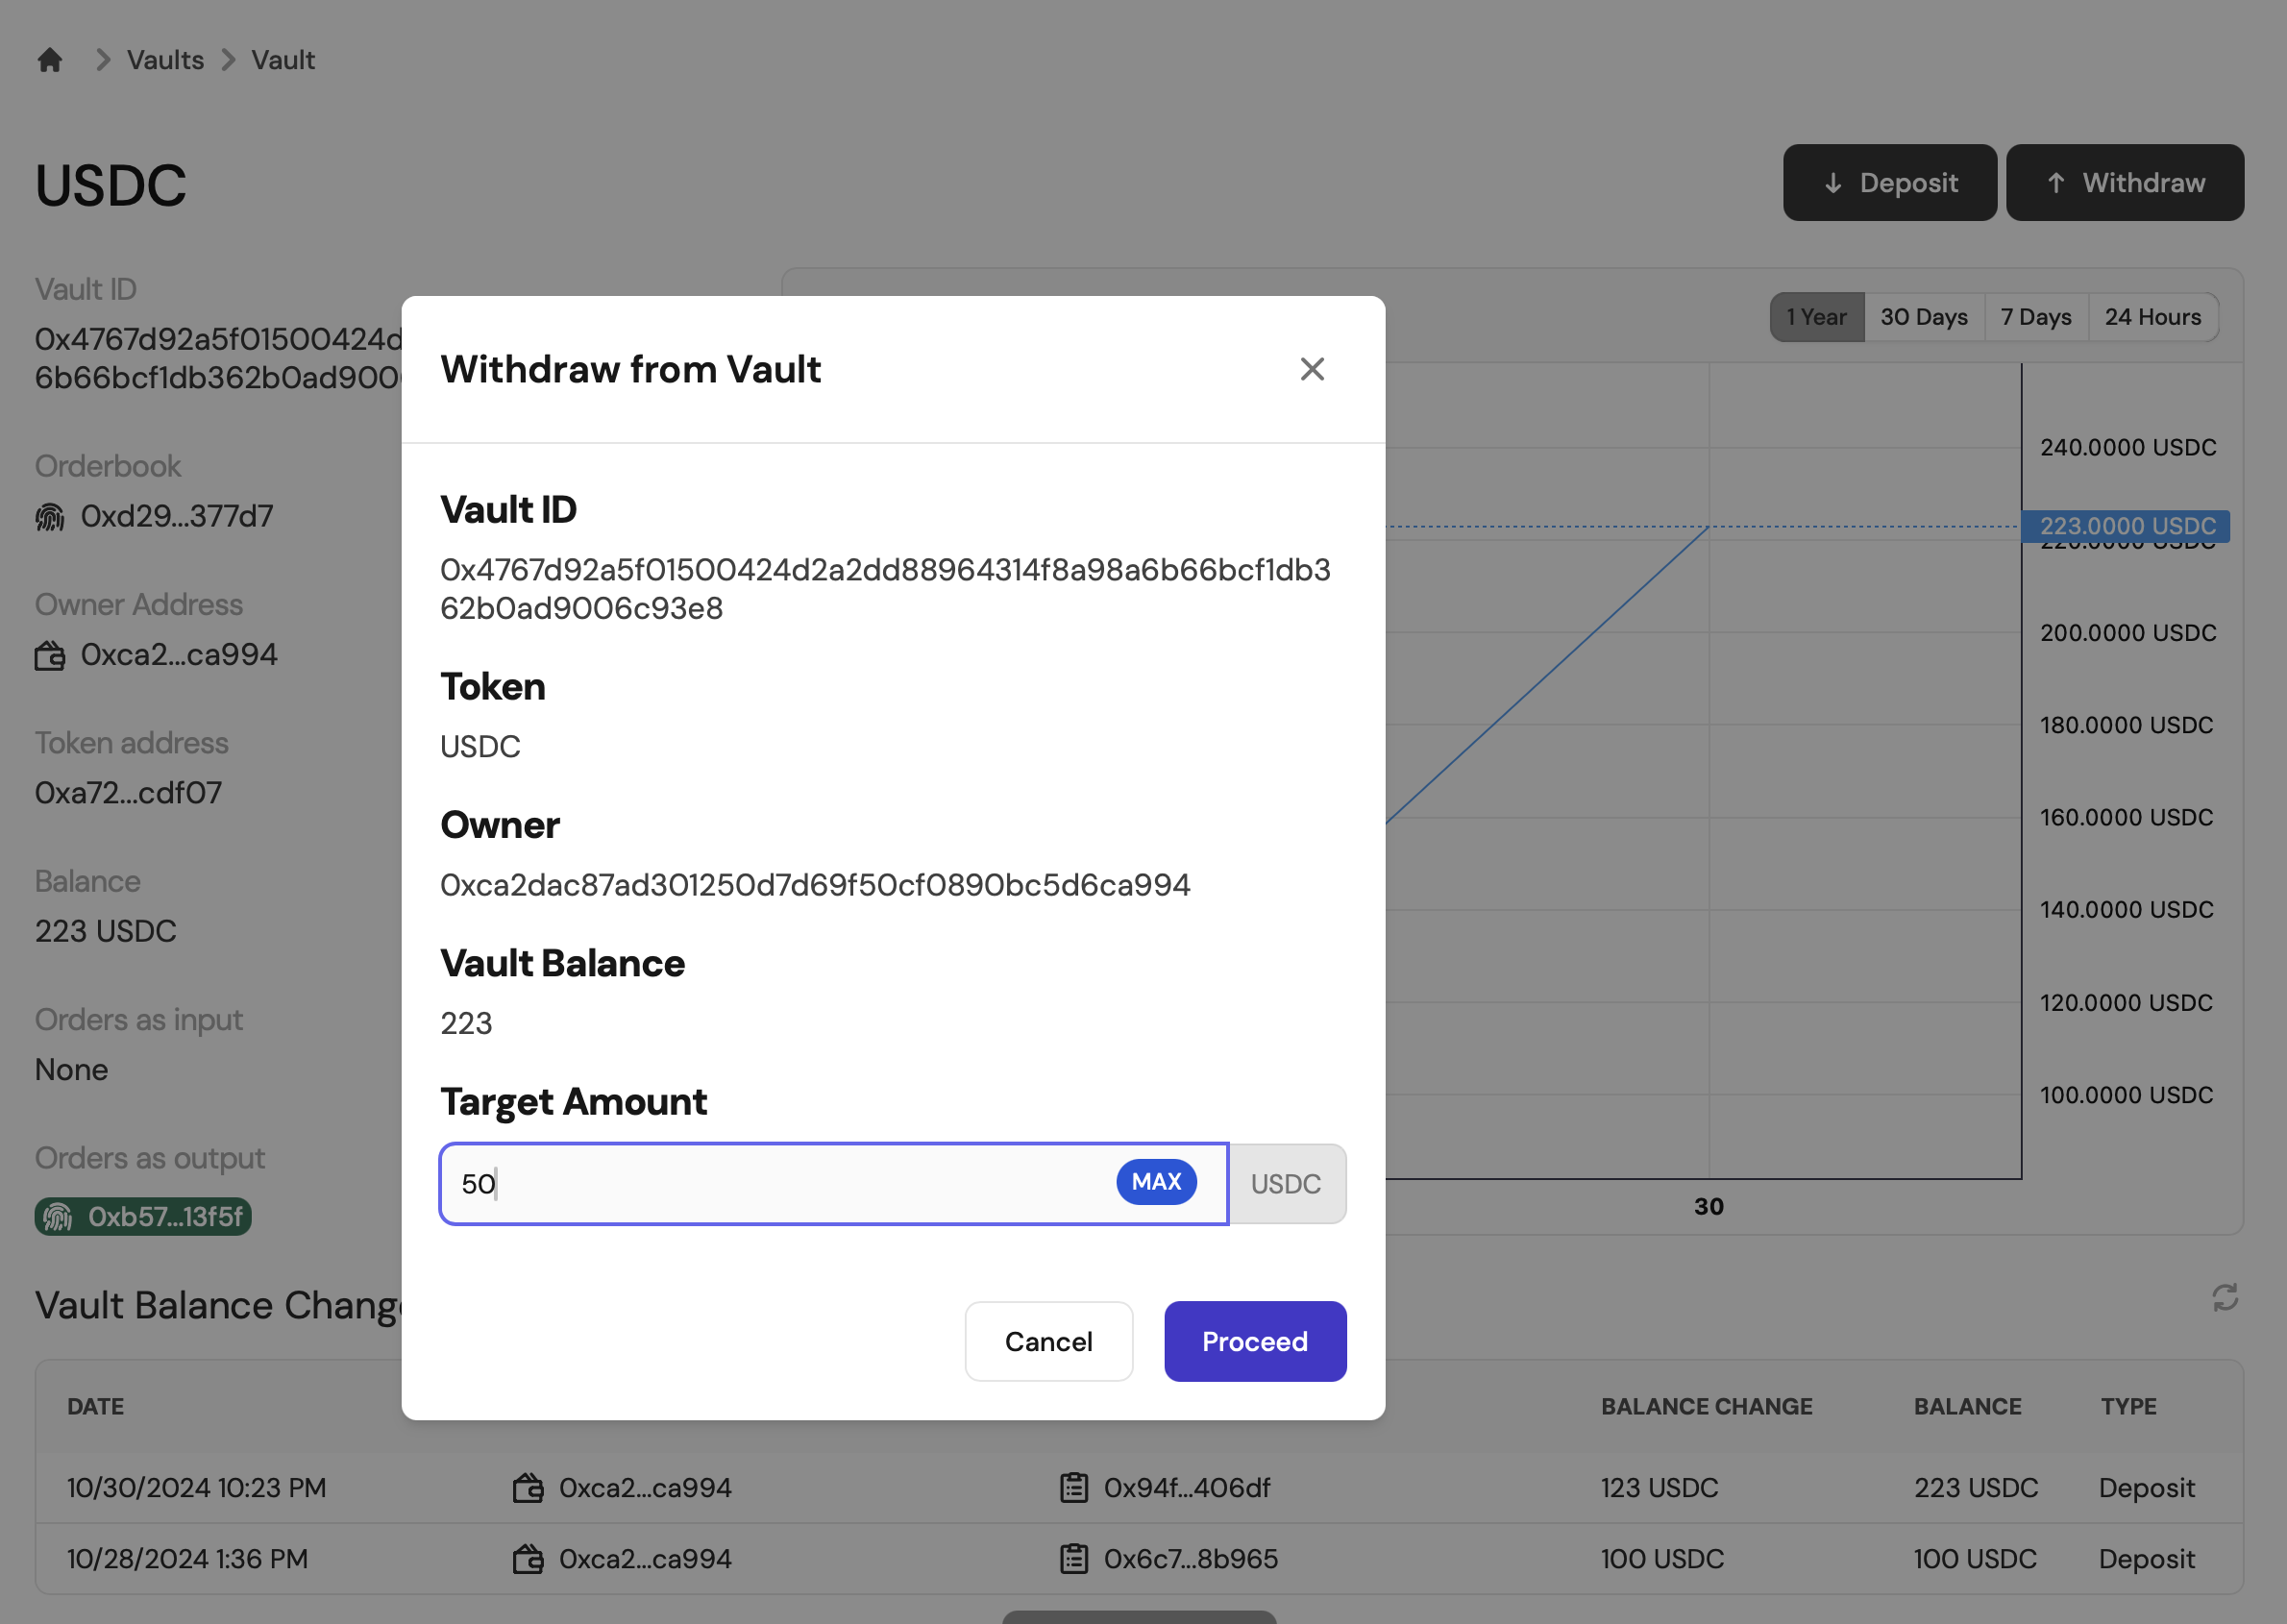 Vaults
Vault
USDC
Deposit
Withdraw
Vault ID
0x4767d92a5f01500424d
6b66bcf1db362b0ad900
Orderbook
0xd29...377d7
Owner Address
0xca2...ca994
Token address
0xa72...cdf07
Balance
223 USDC
Orders as input
None
Orders as output
0xb57...13f5f
1 Year
30 Days
7 Days
24 Hours
240.0000 USDC
223.0000 USDC
220.0000 USDC
200.0000 USDC
180.0000 USDC
160.0000 USDC
140.0000 USDC
120.0000 USDC
100.0000 USDC
30
Withdraw from Vault
Vault ID
0x4767d92a5f01500424d2a2dd88964314f8a98a6b66bcf1db3
62b0ad9006c93e8
Token
USDC
Owner
0xca2dac87ad301250d7d69f50cf0890bc5d6ca994
Vault Balance
223
Target Amount
50
MAX
USDC
Cancel
Proceed
Vault Balance Chang
DATE
BALANCE CHANGE
BALANCE
TYPE
10/30/2024 10:23 PM
0xca2...ca994
0x94f...406df
123 USDC
223 USDC
Deposit
10/28/2024 1:36 PM
0xca2...ca994
0x6c7...8b965
100 USDC
100 USDC
Deposit